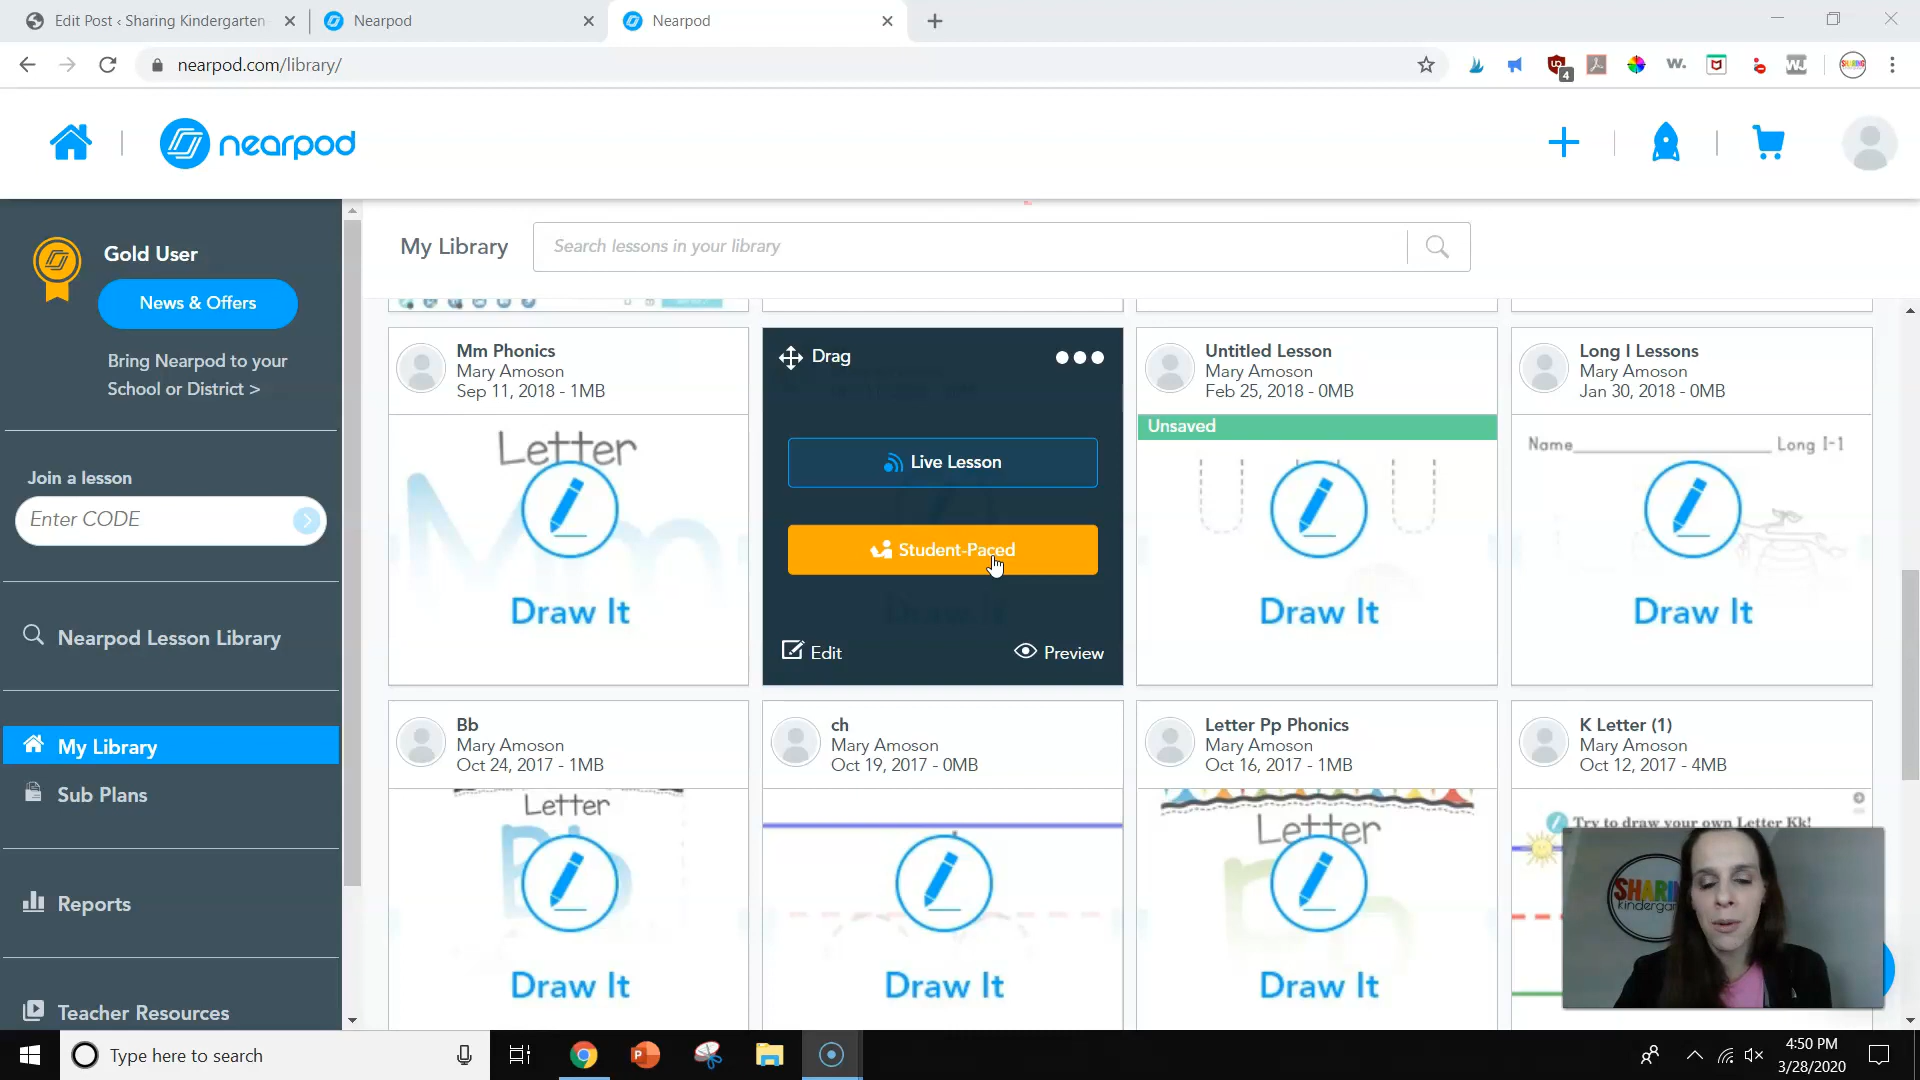 Edit Post ‹ Sharing Kindergarten
Nearpod
Nearpod
nearpod.com/library/
4
W.
WJ
nearpod
Gold User
News & Offers
Bring Nearpod to your
School or District >
Join a lesson
Enter CODE
Nearpod Lesson Library
My Library
Sub Plans
Reports
Teacher Resources
My Library
Search lessons in your library
Mm Phonics
Mary Amoson
Sep 11, 2018 - 1MB
Letter
Mm
Draw It
Drag
Live Lesson
Student-Paced
Draw It
Edit
Preview
Untitled Lesson
Mary Amoson
Feb 25, 2018 - 0MB
Unsaved
Draw It
Long I Lessons
Mary Amoson
Jan 30, 2018 - 0MB
Name Long I-1
Draw It
Bb
Mary Amoson
Oct 24, 2017 - 1MB
Letter
Bb
Draw It
ch
Mary Amoson
Oct 19, 2017 - 0MB
Draw It
Letter Pp Phonics
Mary Amoson
Oct 16, 2017 - 1MB
Letter
Draw It
K Letter (1)
Mary Amoson
Oct 12, 2017 - 4MB
Try to draw your own Letter Kk!
Type here to search
4:50 PM
3/28/2020